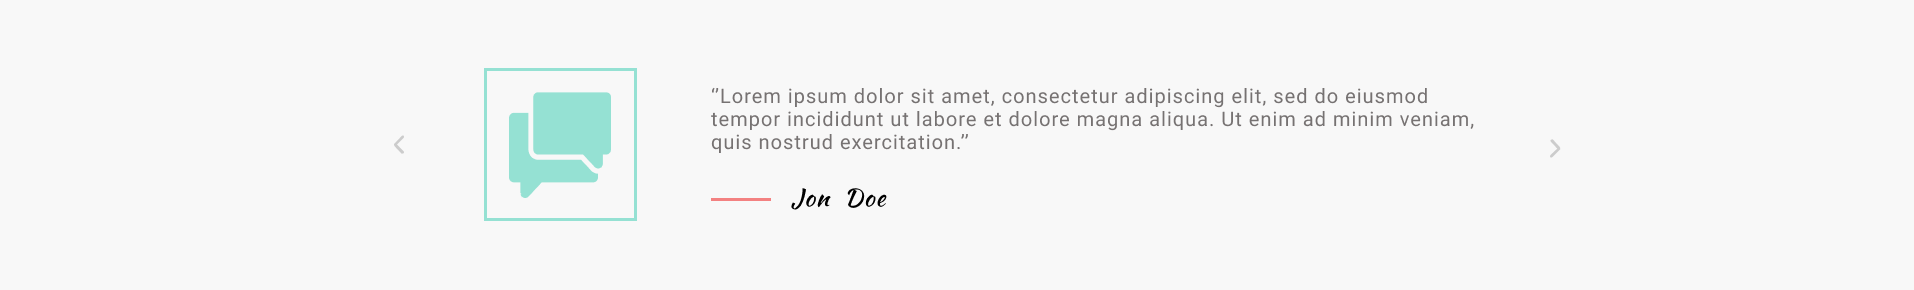 “Lorem ipsum dolor sit amet, consectetur adipiscing elit, sed do eiusmod
tempor incididunt ut labore et dolore magna aliqua. Ut enim ad minim veniam,
quis nostrud exercitation.”
Jon Doe